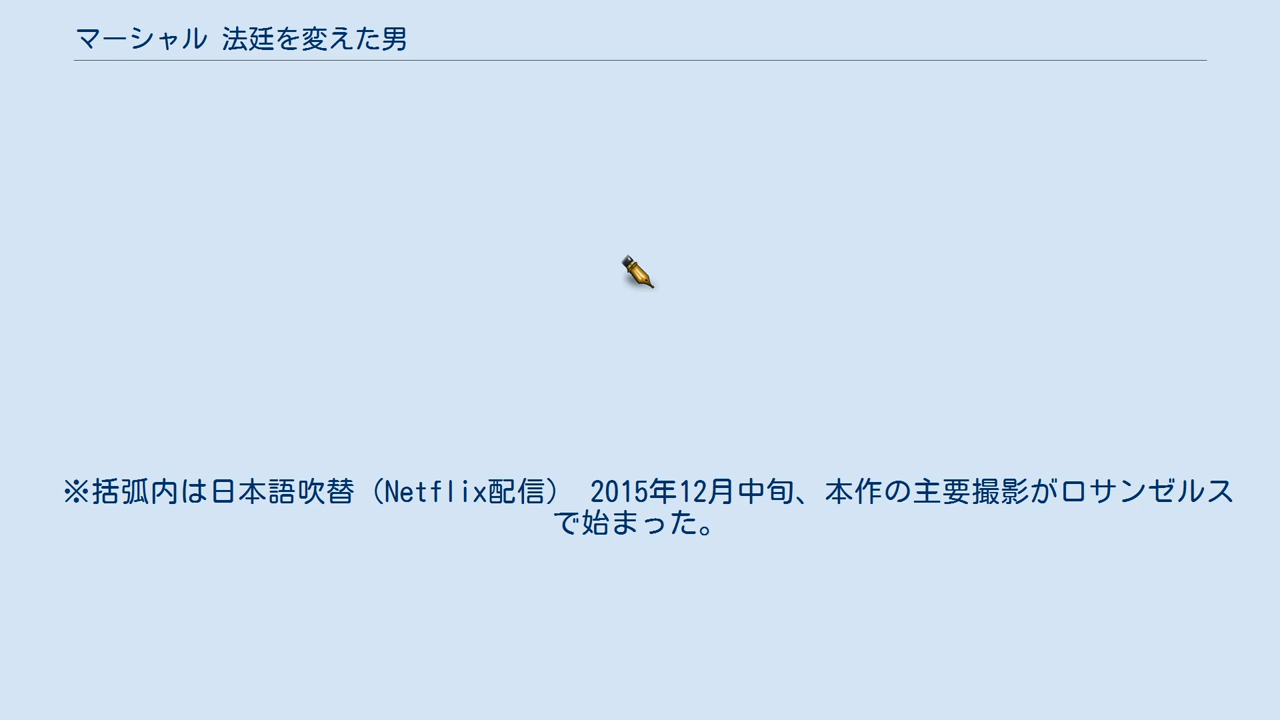 マーシャル 法廷を変えた男
※括弧内は日本語吹替（Netflix配信） 2015年12月中旬、本作の主要撮影がロサンゼルス
で始まった。